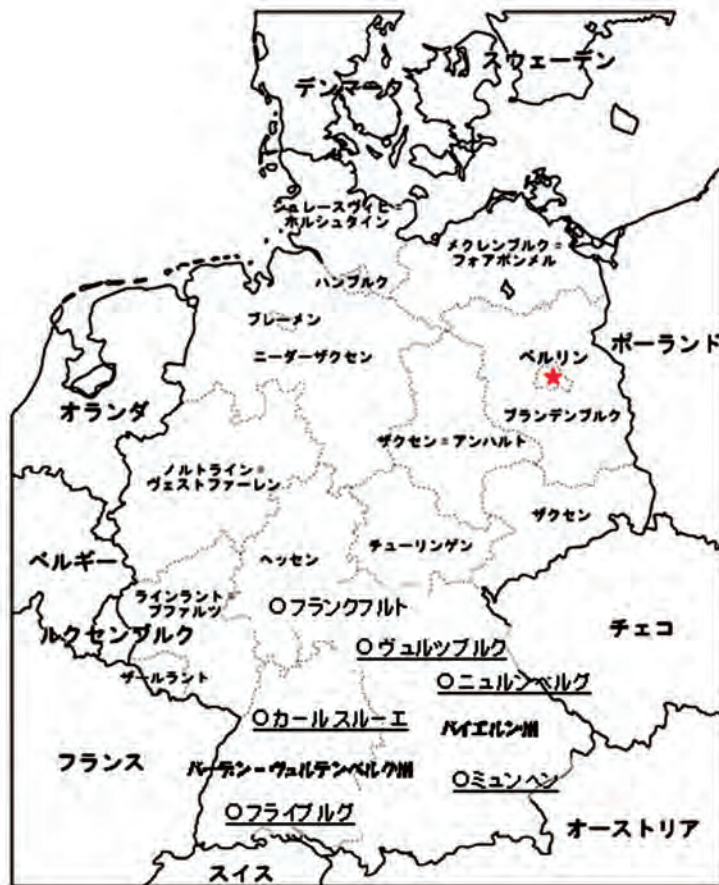 スウェーデン
デンマータ
シュレースヴィヒ=
ホルシュタイン
メクレンブルク=
フォアポンメル
ハンブルク
ブレーメン
ニーダーザクセン
ベルリン
ポーランド
オランダ
ブランデンブルク
ザクセン=アンハルト
ノルトライン=
ヴェストファーレン
ザクセン
チューリンゲン
ヘッセン
ベルギー
ラインラント=
プファルツ
○フランクフルト
チェコ
ルクセンブルク
○ヴュルツブルク
ザールラント
○ニュルンベルグ
○カールスルーエ
バイエルン州
フランス
バーデン-ヴュルテンベルク州
○ミュンヘン
○フライブルグ
オーストリア
スイス